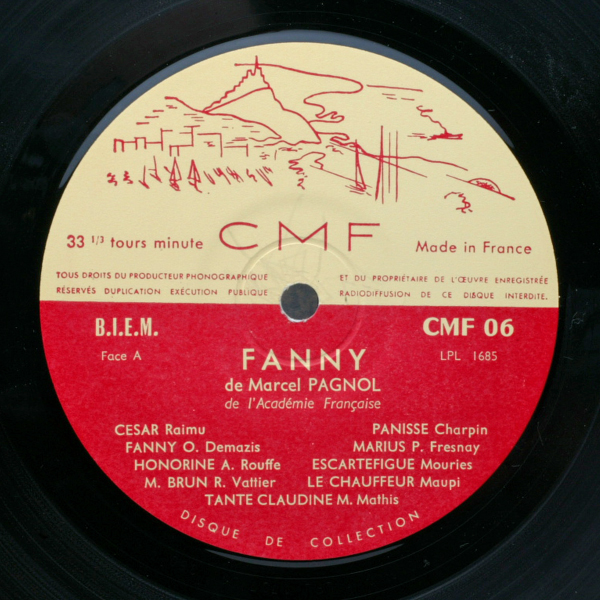 CMF
33 1/3 tours minute
Made in France
TOUS DROITS DU PRODUCTEUR PHONOGRAPHIQUE ET DU PROPRIÉTAIRE DE L'ŒUVRE ENREGISTRÉE
RÉSERVÉS DUPLICATION EXÉCUTION PUBLIQUE RADIODIFFUSION DE CE DISQUE INTERDITE.
B.I.E.M. CMF 06
Face A LPL 1685
FANNY
de Marcel PAGNOL
de l'Académie Française
CESAR Raimu PANISSE Charpin
FANNY O. Demazis MARIUS P. Fresnay
HONORINE A. Rouffe ESCARTEFIGUE Mouries
M. BRUN R. Vattier LE CHAUFFEUR Maupi
TANTE CLAUDINE M. Mathis
DISQUE DE COLLECTION